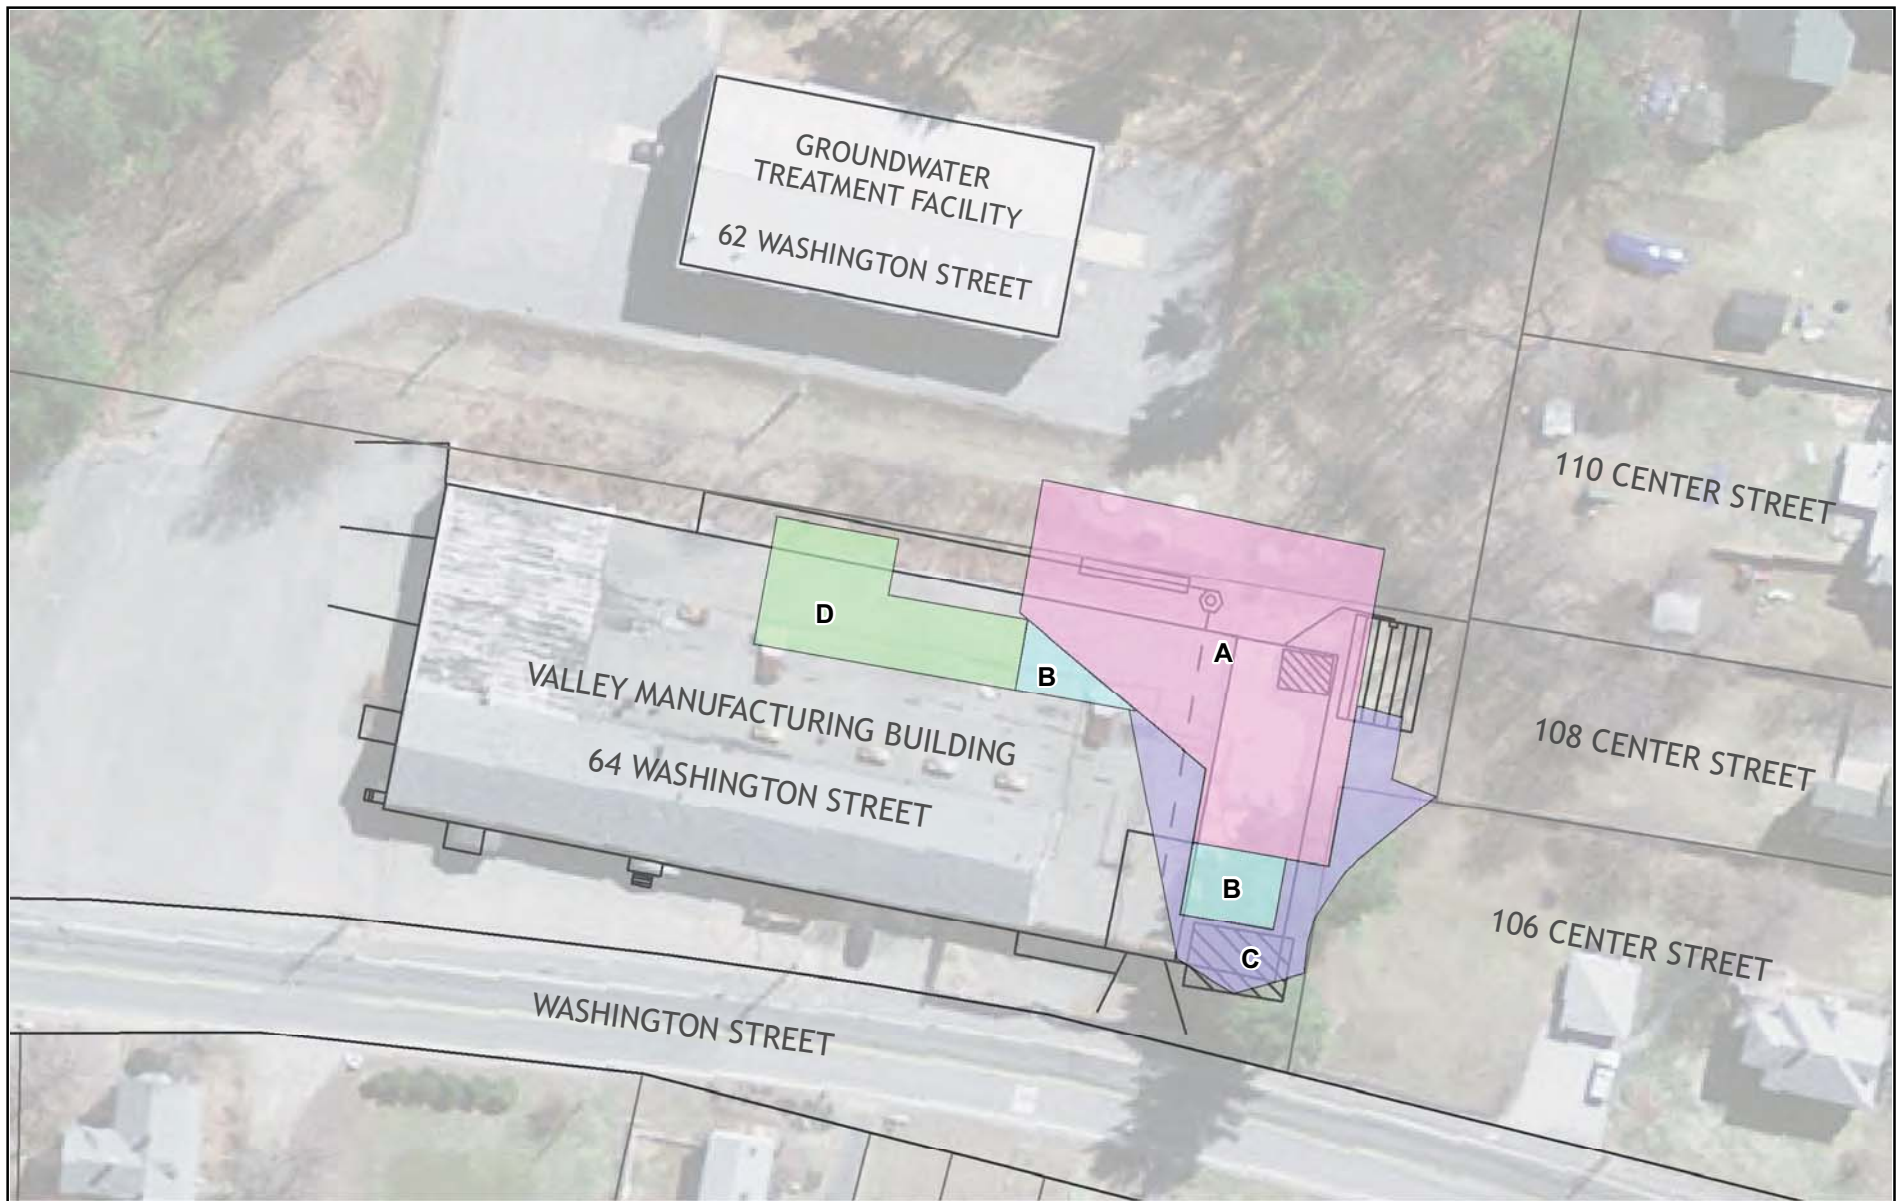 GROUNDWATER
TREATMENT FACILITY
62 WASHINGTON STREET
110 CENTER STREET
D
A
B
VALLEY MANUFACTURING BUILDING
64 WASHINGTON STREET
108 CENTER STREET
B
C
106 CENTER STREET
WASHINGTON STREET